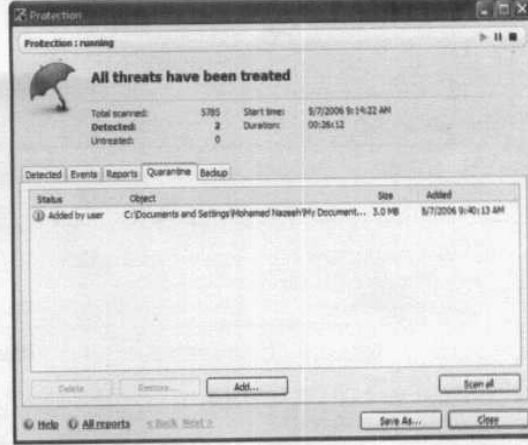 Protection
Protection : running
All threats have been treated
Total scanned: 5785 Start time: 5/7/2006 9:14:22 AM
Detected: 2 Duration: 00:26:12
Untreated: 0
Detected Events Reports Quarantine Backup
Status Object Size Added
Added by user C:\Documents and Settings\Mohamed Nazeeh\My Document... 3.0 MB 5/7/2006 9:40:13 AM
Delete Restore... Add... Scan all
Help All reports < Back Next > Save As... Close